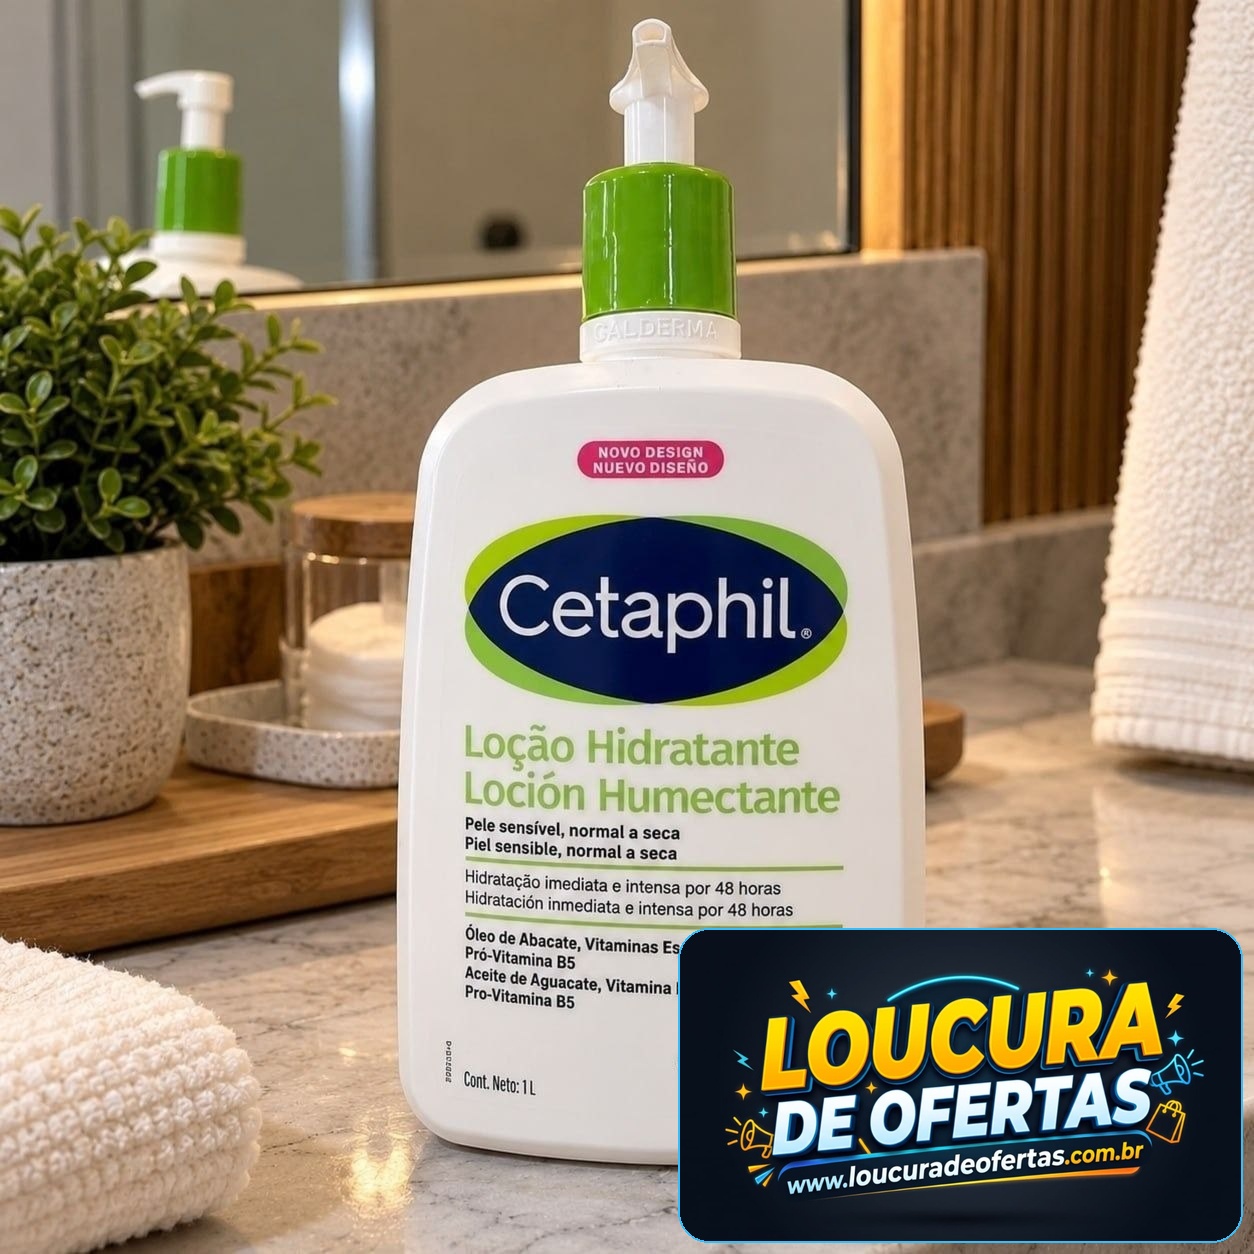 GALDERMA
NOVO DESIGN
NUEVO DISEÑO
Cetaphil®
Loção Hidratante
Loción Humectante
Pele sensível, normal a seca
Piel sensible, normal a seca
Hidratação imediata e intensa por 48 horas
Hidratación inmediata e intensa por 48 horas
Óleo de Abacate, Vitaminas Es
Pró-Vitamina B5
Aceite de Aguacate, Vitamina
Pro-Vitamina B5
Cont. Neto: 1 L
LOUCURA
DE OFERTAS
www.loucuradeofertas.com.br